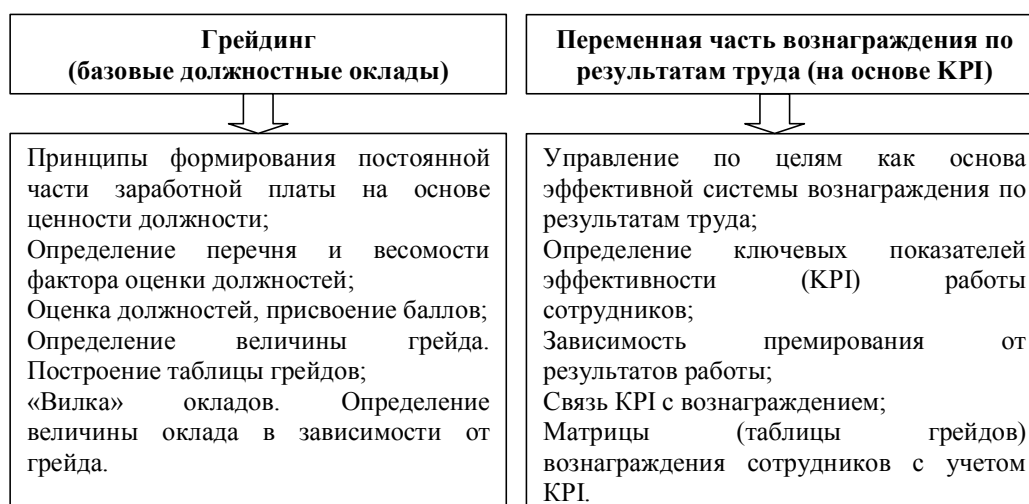 Грейдинг
(базовые должностные оклады)
Принципы формирования постоянной
части заработной платы на основе
ценности должности;
Определение перечня и весомости
фактора оценки должностей;
Оценка должностей, присвоение баллов;
Определение величины грейда.
Построение таблицы грейдов;
«Вилка» окладов. Определение
величины оклада в зависимости от
грейда.
Переменная часть вознаграждения по
результатам труда (на основе KPI)
Управление по целям как основа
эффективной системы вознаграждения по
результатам труда;
Определение ключевых показателей
эффективности (KPI) работы
сотрудников;
Зависимость премирования от
результатов работы;
Связь KPI с вознаграждением;
Матрицы (таблицы грейдов)
вознаграждения сотрудников с учетом
KPI.